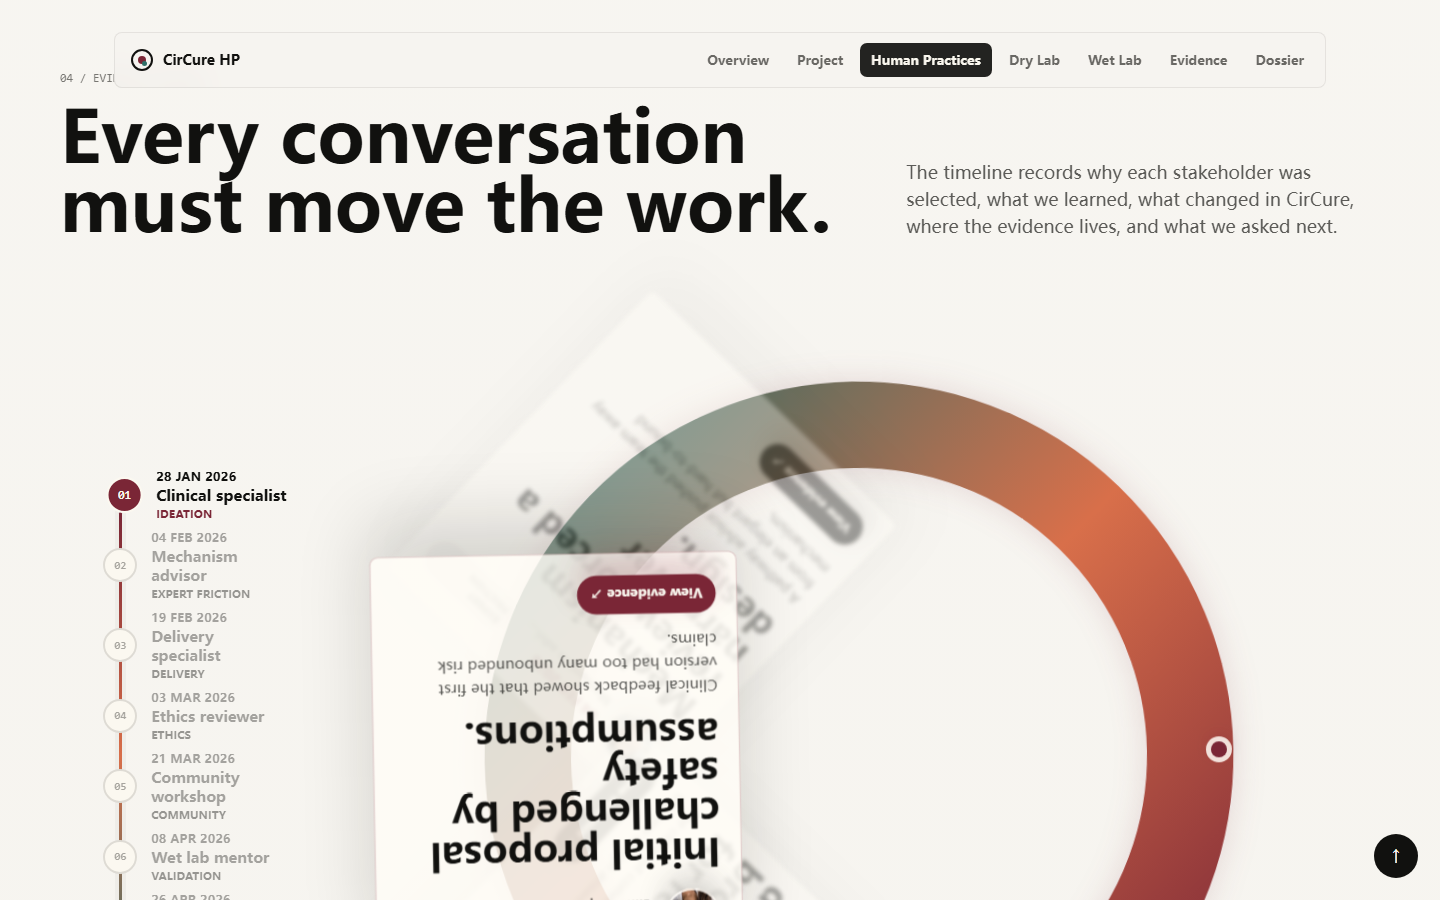 CirCure HP
Overview
Project
Human Practices
Dry Lab
Wet Lab
Evidence
Dossier
04 / EVI
Every conversation
must move the work.
The timeline records why each stakeholder was
selected, what we learned, what changed in CirCure,
where the evidence lives, and what we asked next.
01
28 JAN 2026
Clinical specialist
IDEATION
02
04 FEB 2026
Mechanism
advisor
EXPERT FRICTION
03
19 FEB 2026
Delivery
specialist
DELIVERY
04
03 MAR 2026
Ethics reviewer
ETHICS
05
21 MAR 2026
Community
workshop
COMMUNITY
06
08 APR 2026
Wet lab mentor
VALIDATION
26 APR 2026
Initial proposal
challenged by
safety
assumptions.
Clinical feedback showed that the first
version had too many unbounded risk
claims.
View evidence ↗
↑